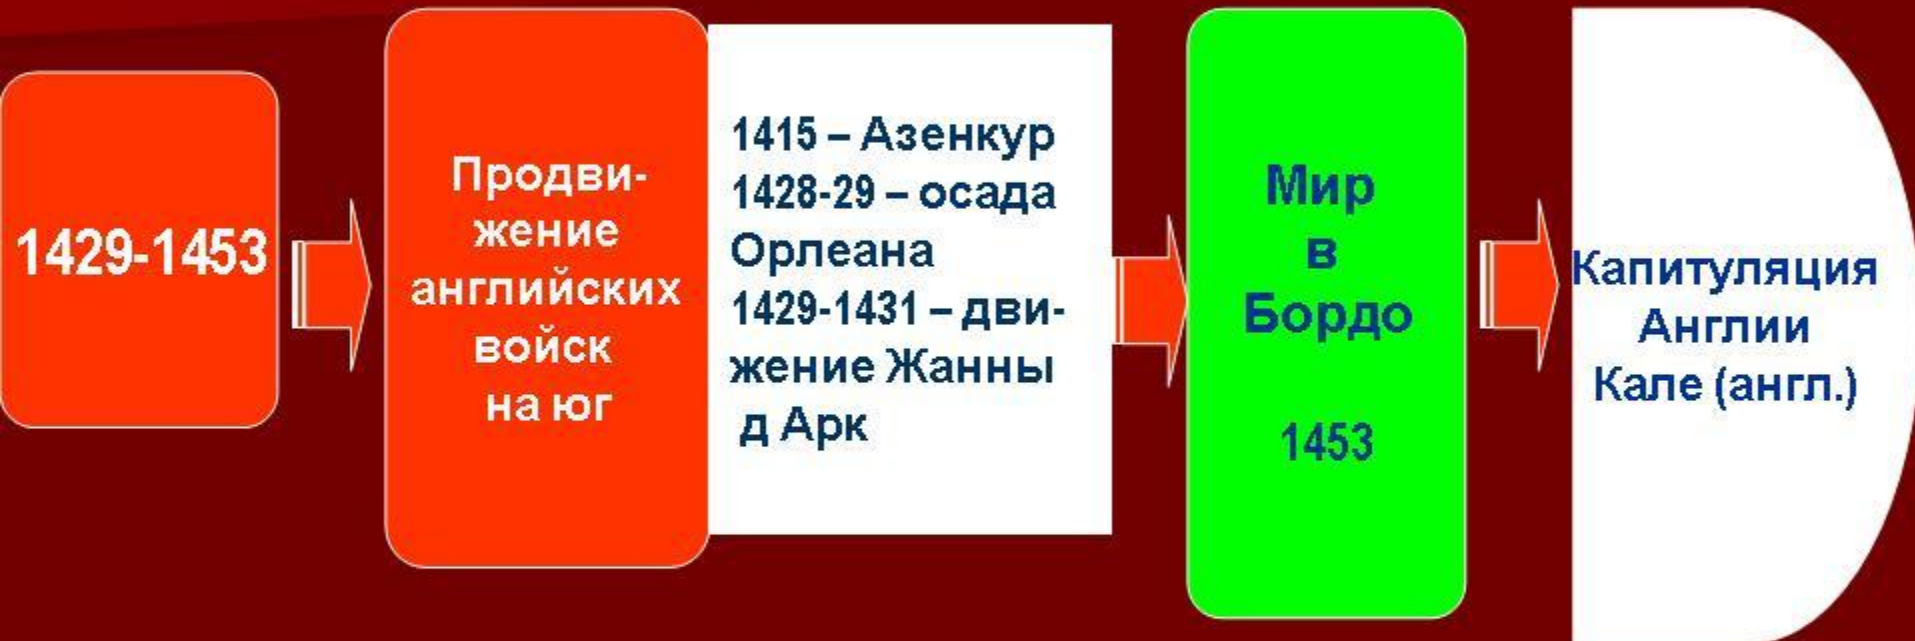 1429-1453
Продви-
жение
английских
войск
на юг
1415 – Азенкур
1428-29 – осада
Орлеана
1429-1431 – дви-
жение Жанны
д Арк
Мир
в
Бордо
1453
Капитуляция
Англии
Кале (англ.)